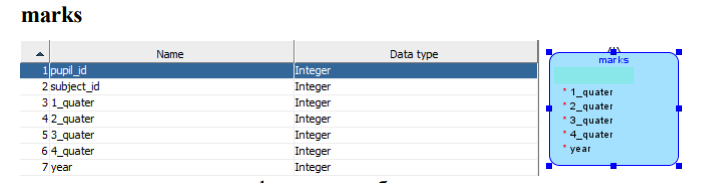 marks
Name Data type
1 pupil_id Integer
2 subject_id Integer
3 1_quater Integer
4 2_quater Integer
5 3_quater Integer
6 4_quater Integer
7 year Integer
marks
* 1_quater
* 2_quater
* 3_quater
* 4_quater
* year